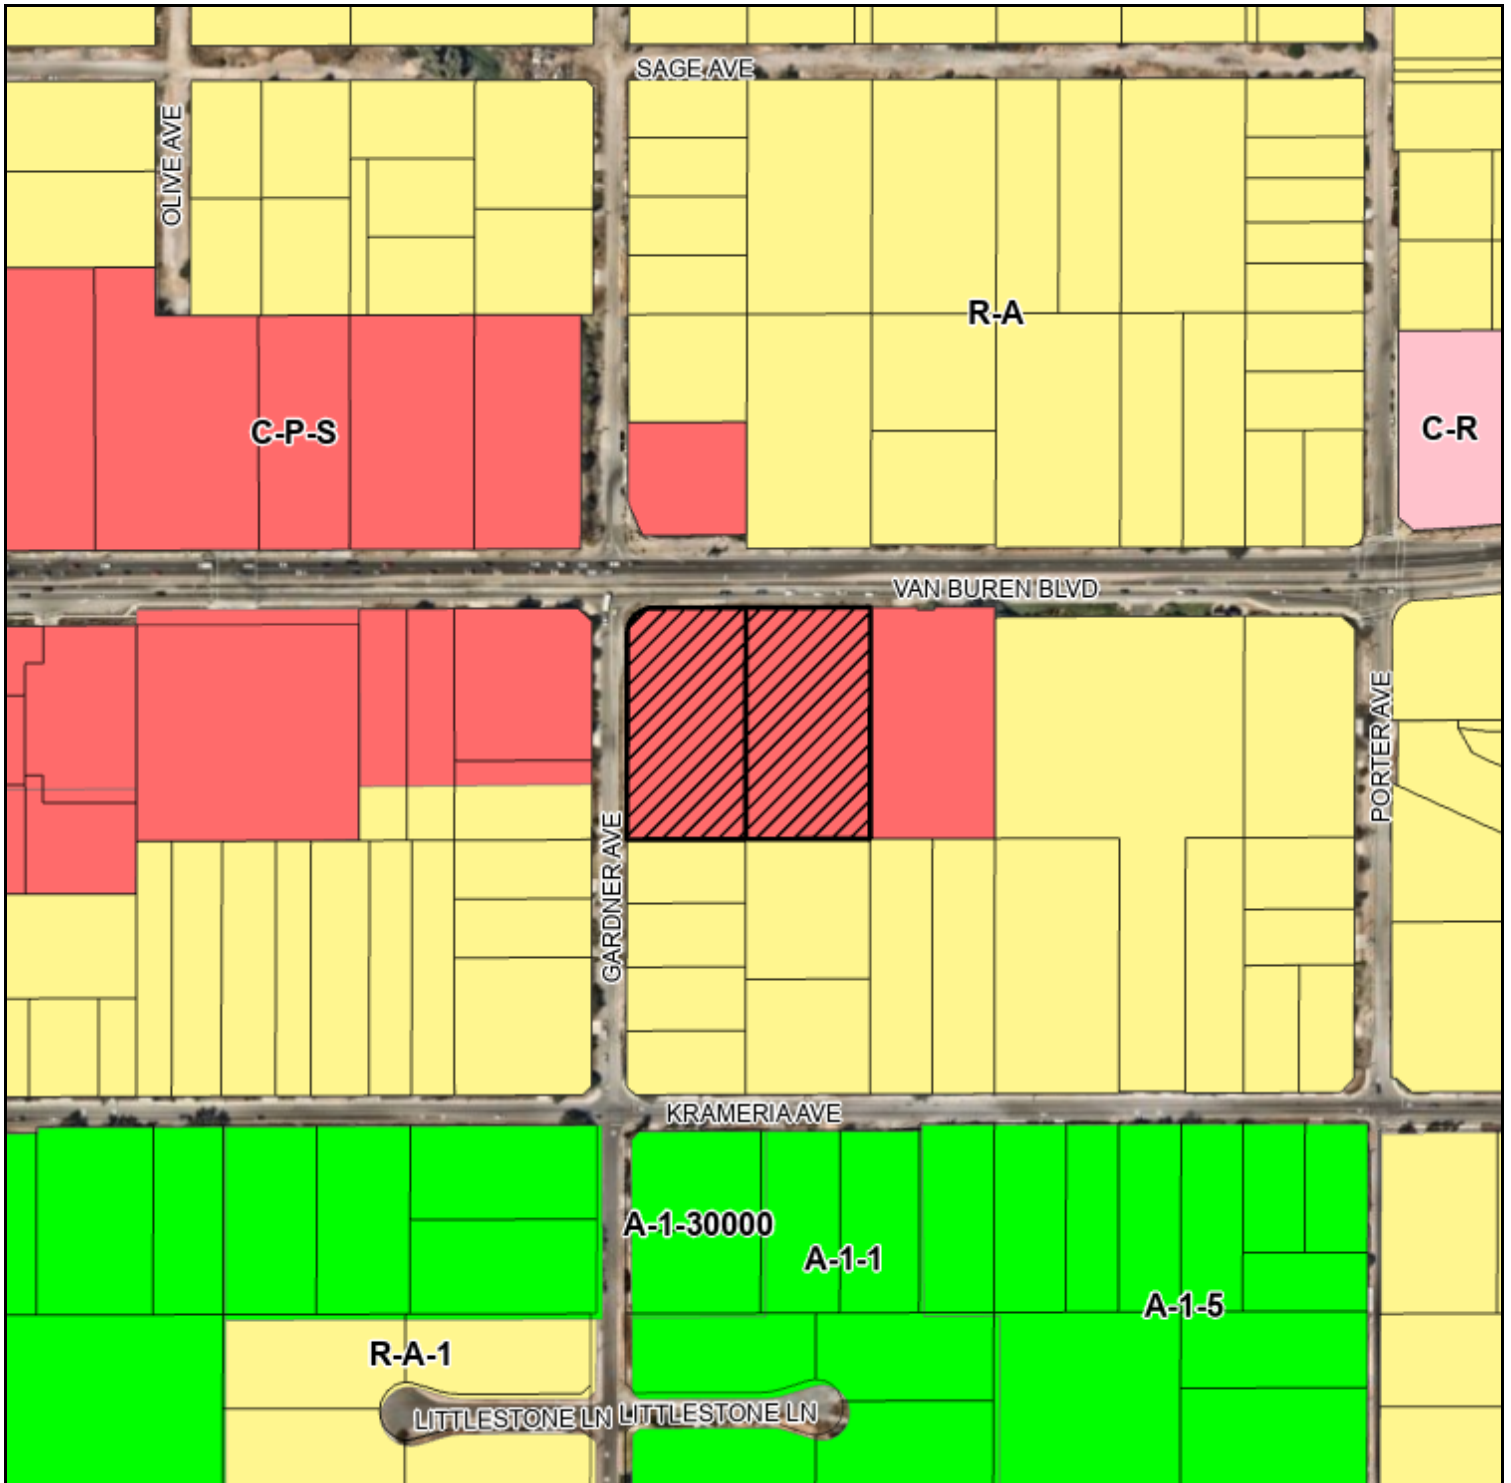 SAGE AVE
OLIVE AVE
R-A
C-P-S
C-R
VAN BUREN BLVD
PORTER AVE
GARDNER AVE
KRAMERIA AVE
A-1-30000
A-1-1
A-1-5
R-A-1
LITTLESTONE LN LITTLESTONE LN